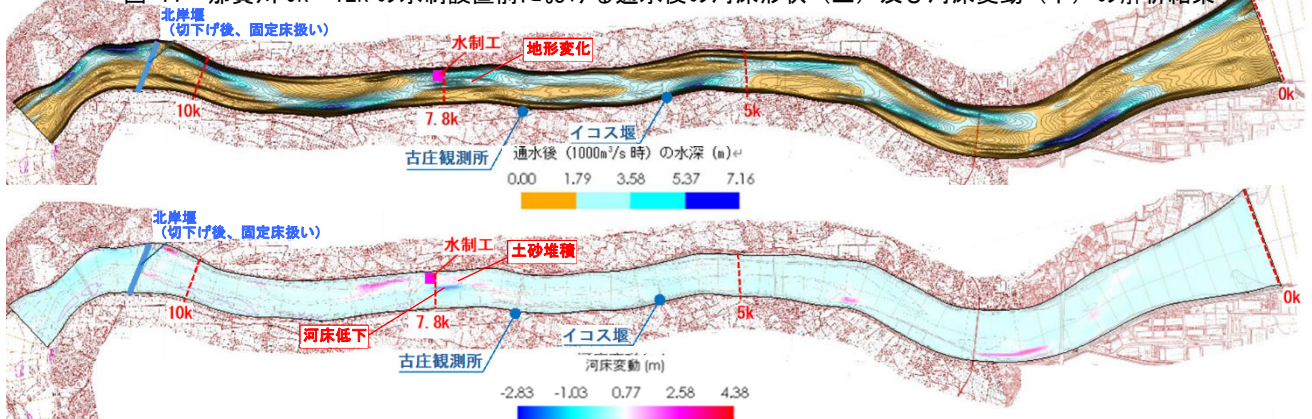 北岸堰
(切下げ後、固定床扱い)
水制工
地形変化
10k
7.8k
5k
0k
イコス堰
古庄観測所
通水後(1000m³/s 時)の水深 (m)↵
0.00 1.79 3.58 5.37 7.16
北岸堰
(切下げ後、固定床扱い)
水制工
土砂堆積
10k
7.8k
5k
0k
河床低下
イコス堰
古庄観測所
河床変動 (m)
-2.83 -1.03 0.77 2.58 4.38